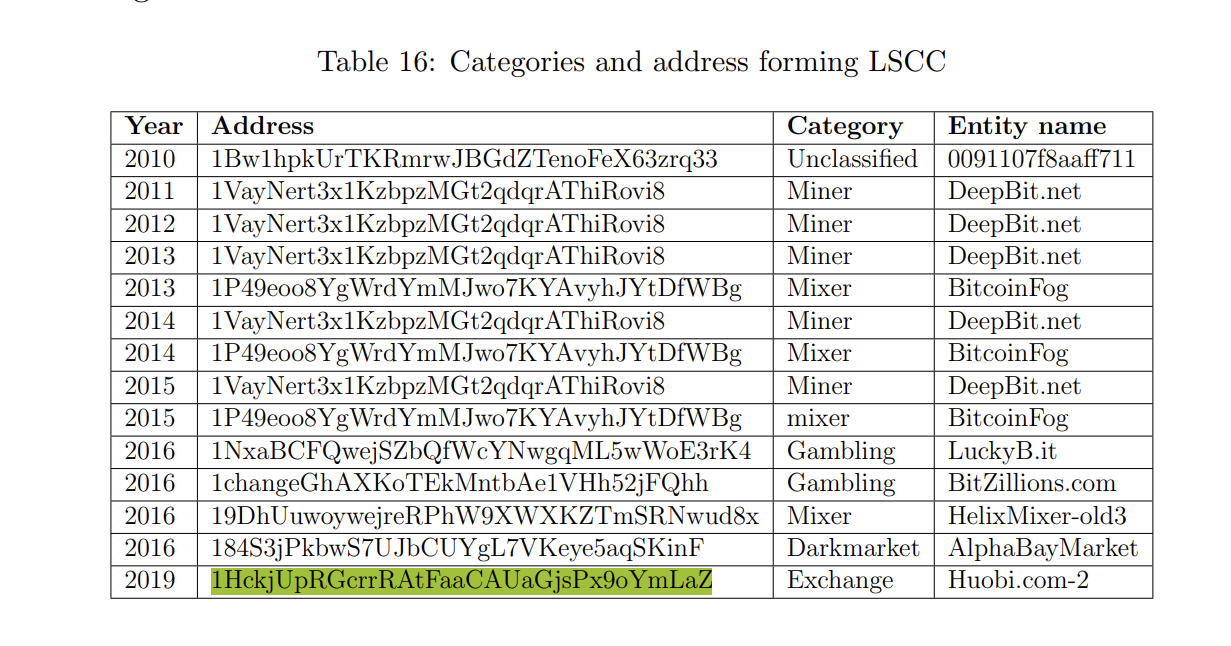 Table 16: Categories and address forming LSCC
Year Address Category Entity name
2010 1Bw1hpkUrTKRmrwJBGdZTenoFeX63zrq33 Unclassified 0091107f8aaff711
2011 1VayNert3x1KzbpzMGt2qdqrAThiRovi8 Miner DeepBit.net
2012 1VayNert3x1KzbpzMGt2qdqrAThiRovi8 Miner DeepBit.net
2013 1VayNert3x1KzbpzMGt2qdqrAThiRovi8 Miner DeepBit.net
2013 1P49eoo8YgWrdYmMJwo7KYAvyhJYtDfWBg Mixer BitcoinFog
2014 1VayNert3x1KzbpzMGt2qdqrAThiRovi8 Miner DeepBit.net
2014 1P49eoo8YgWrdYmMJwo7KYAvyhJYtDfWBg Mixer BitcoinFog
2015 1VayNert3x1KzbpzMGt2qdqrAThiRovi8 Miner DeepBit.net
2015 1P49eoo8YgWrdYmMJwo7KYAvyhJYtDfWBg mixer BitcoinFog
2016 1NxaBCFQwejSZbQfWcYNwgqML5wWoE3rK4 Gambling LuckyB.it
2016 1changeGhAXKoTEkMntbAe1VHh52jFQhh Gambling BitZillions.com
2016 19DhUuwoywejreRPhW9XWXKZTmSRNwud8x Mixer HelixMixer-old3
2016 184S3jPkbwS7UJbCUYgL7VKeye5aqSKinF Darkmarket AlphaBayMarket
2019 1HckjUpRGcrrRAtFaaCAUaGjsPx9oYmLaZ Exchange Huobi.com-2